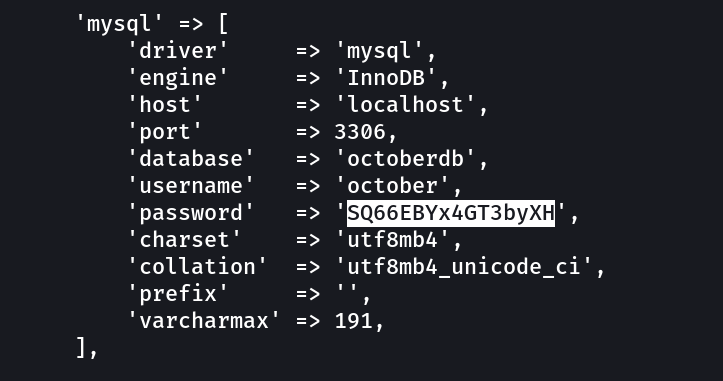 'mysql' => [
    'driver'     => 'mysql',
    'engine'     => 'InnoDB',
    'host'       => 'localhost',
    'port'       => 3306,
    'database'   => 'octoberdb',
    'username'   => 'october',
    'password'   => 'SQ66EBYx4GT3byXH',
    'charset'    => 'utf8mb4',
    'collation'  => 'utf8mb4_unicode_ci',
    'prefix'     => '',
    'varcharmax' => 191,
],